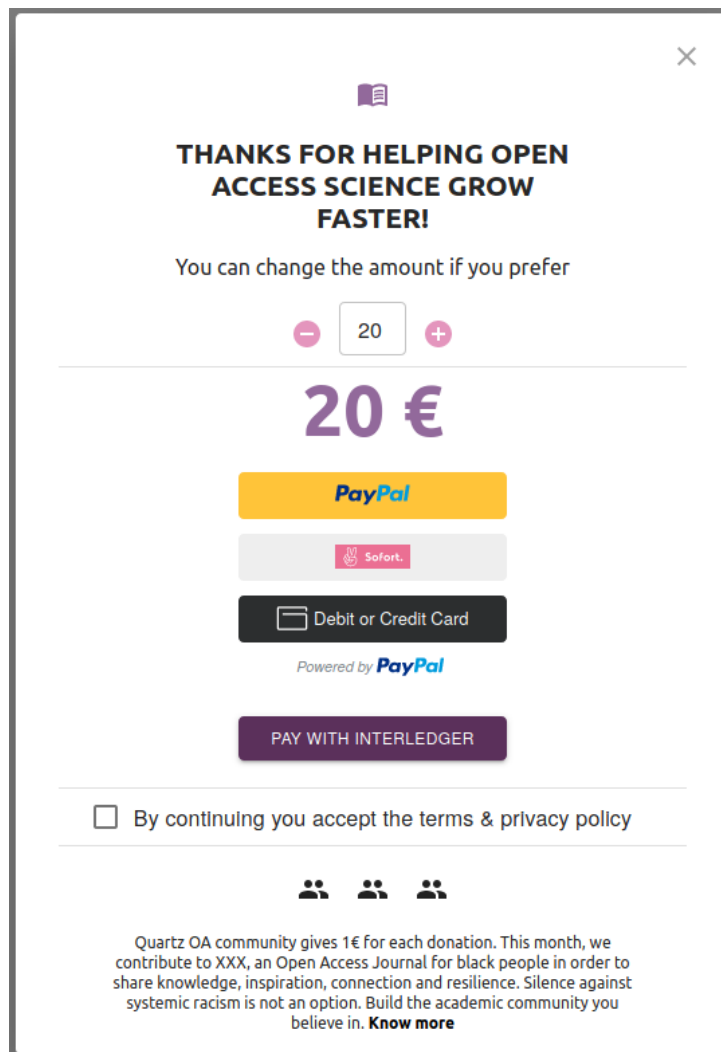 THANKS FOR HELPING OPEN
ACCESS SCIENCE GROW
FASTER!
You can change the amount if you prefer
20
20 €
PayPal
Sofort.
Debit or Credit Card
Powered by PayPal
PAY WITH INTERLEDGER
By continuing you accept the terms & privacy policy
Quartz OA community gives 1€ for each donation. This month, we
contribute to XXX, an Open Access Journal for black people in order to
share knowledge, inspiration, connection and resilience. Silence against
systemic racism is not an option. Build the academic community you
believe in. Know more